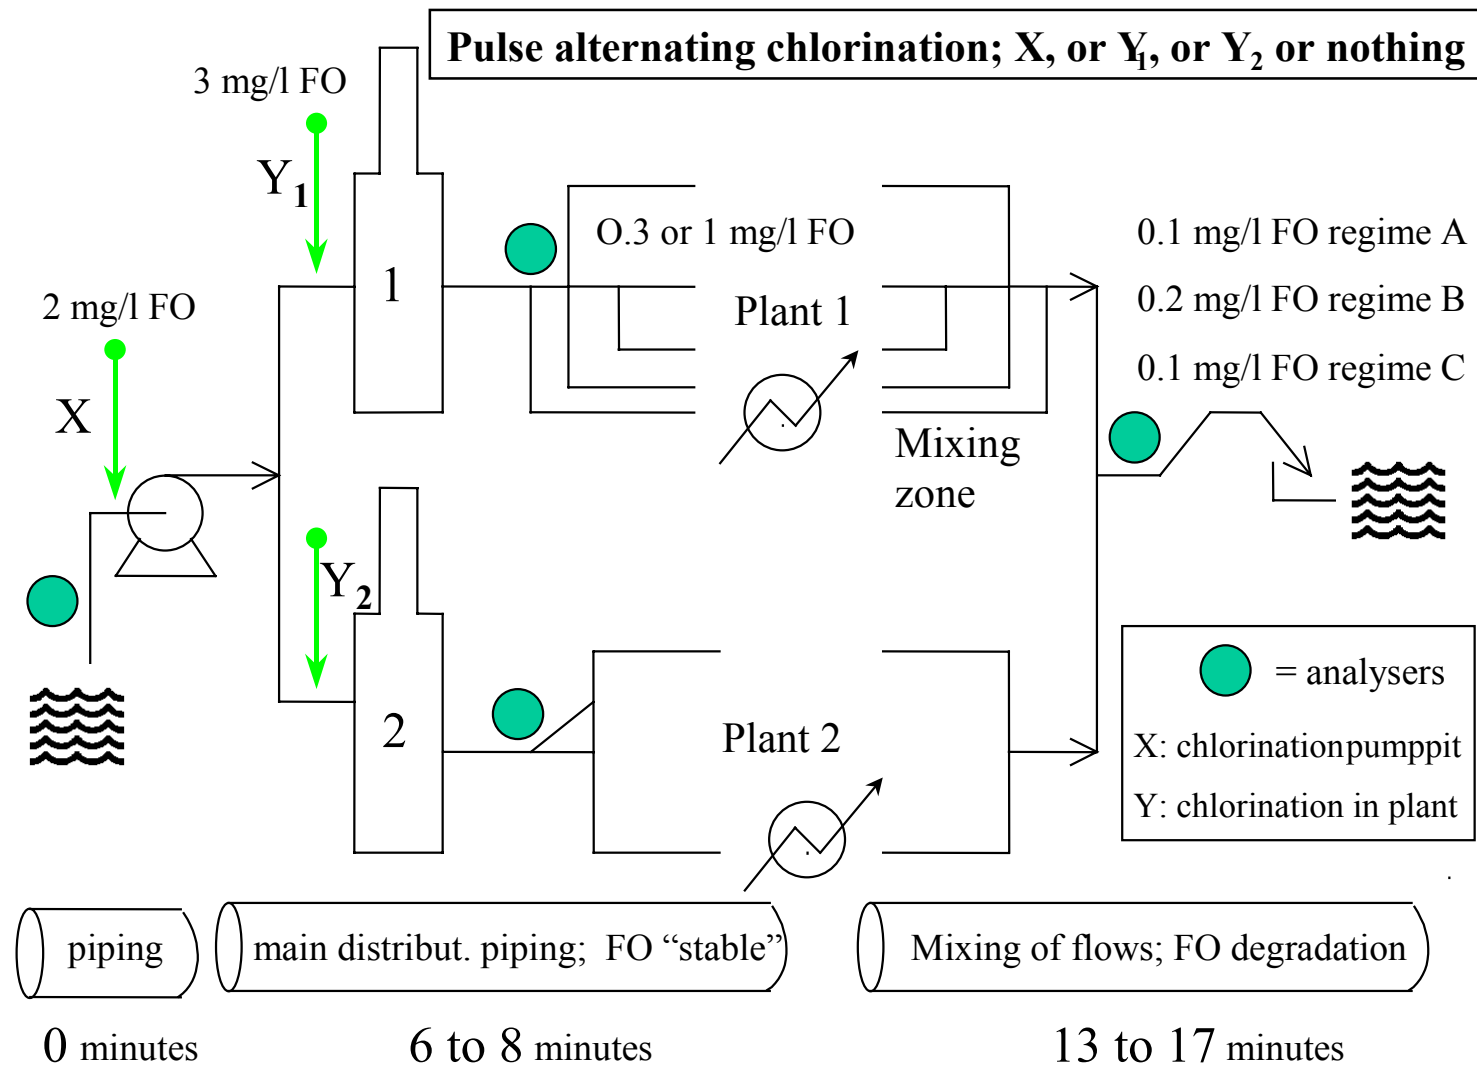 Pulse alternating chlorination; X, or Y1, or Y2 or nothing
3 mg/l FO
Y1
2 mg/l FO
X
1
O.3 or 1 mg/l FO
Plant 1
Mixing
zone
0.1 mg/l FO regime A
0.2 mg/l FO regime B
0.1 mg/l FO regime C
Y2
2
Plant 2
= analysers
X: chlorinationpumppit
Y: chlorination in plant
piping
main distribut. piping; FO “stable”
Mixing of flows; FO degradation
0 minutes
6 to 8 minutes
13 to 17 minutes